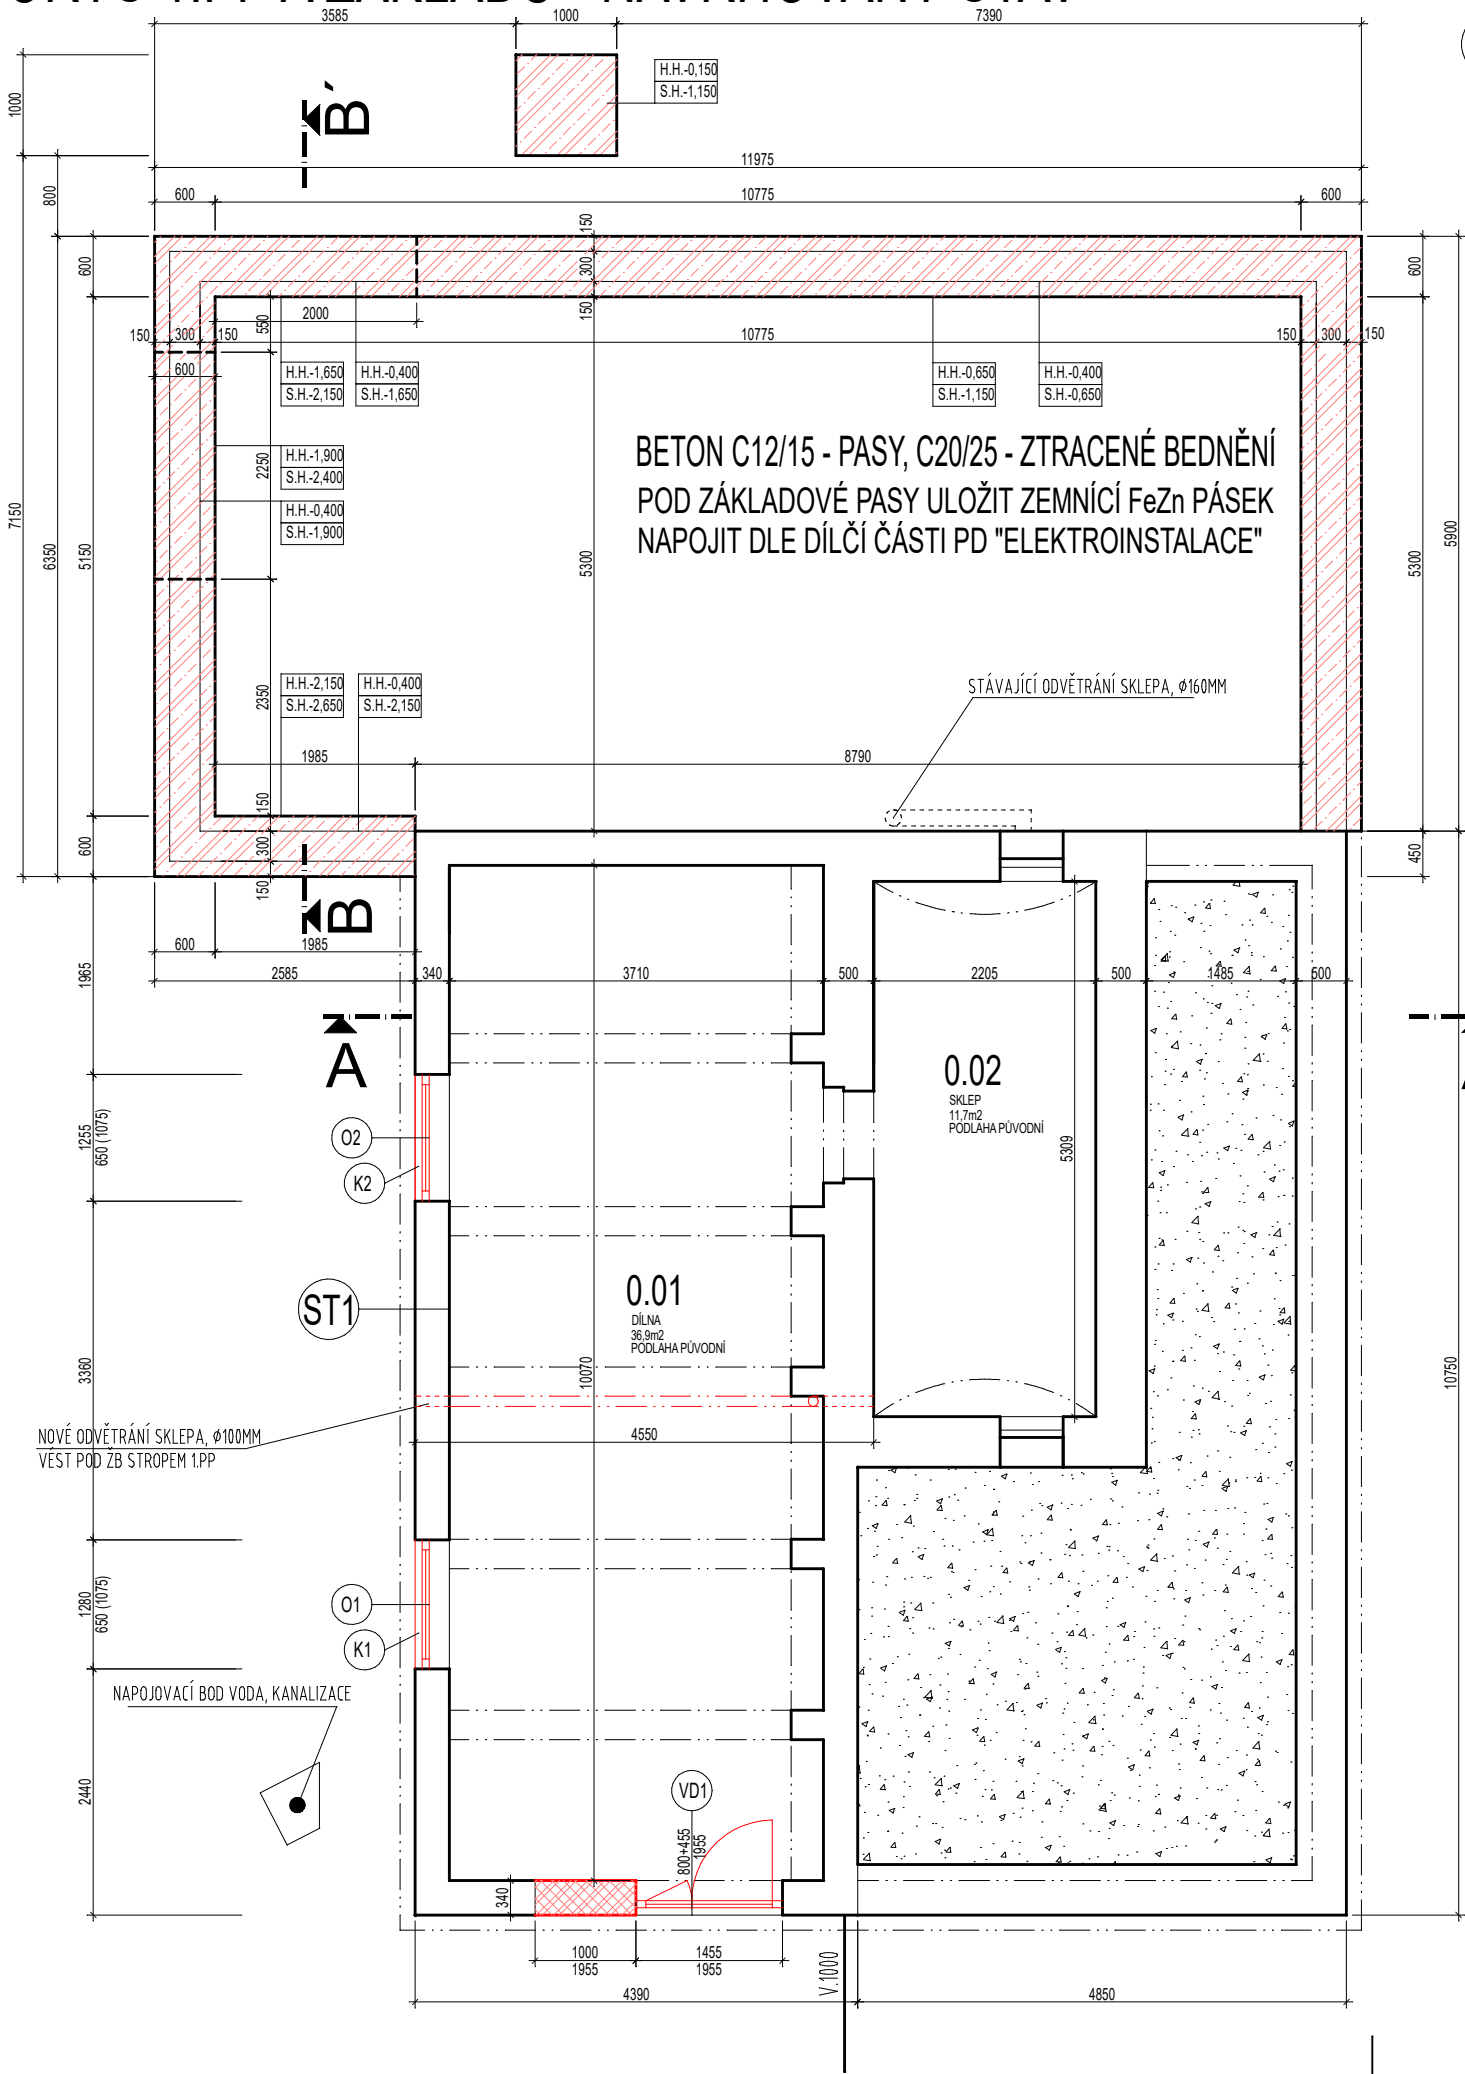 3585
1000
7390
H.H.-0,150
S.H.-1,150
B´
1000
800
11975
600
10775
600
150
300
150
600
600
2000
550
150
300
150
10775
150
300
150
600
H.H.-1,650
S.H.-2,150
H.H.-0,400
S.H.-1,650
H.H.-0,650
S.H.-1,150
H.H.-0,400
S.H.-0,650
BETON C12/15 - PASY, C20/25 - ZTRACENÉ BEDNĚNÍ
POD ZÁKLADOVÉ PASY ULOŽIT ZEMNÍCÍ FeZn PÁSEK
NAPOJIT DLE DÍLČÍ ČÁSTI PD "ELEKTROINSTALACE"
H.H.-1,900
S.H.-2,400
H.H.-0,400
S.H.-1,900
7150
6350
5150
2250
5300
5300
5900
H.H.-2,150
S.H.-2,650
H.H.-0,400
S.H.-2,150
2350
STÁVAJÍCÍ ODVĚTRÁNÍ SKLEPA, ϕ160MM
1985
8790
150
300
150
600
450
B
600
1985
2585
340
3710
500
2205
500
1485
500
1965
A
0.02
SKLEP
11,7m2
PODLAHA PŮVODNÍ
5309
1255
650 (1075)
O2
K2
0.01
DÍLNA
36,9m2
PODLAHA PŮVODNÍ
ST1
3360
10070
10750
NOVÉ ODVĚTRÁNÍ SKLEPA, ϕ100MM
VÉST POD ŽB STROPEM 1.PP
4550
1280
650 (1075)
O1
K1
NAPOJOVACÍ BOD VODA, KANALIZACE
2440
VD1
800+455
1955
340
1000
1955
1455
1955
V.1000
4390
4850